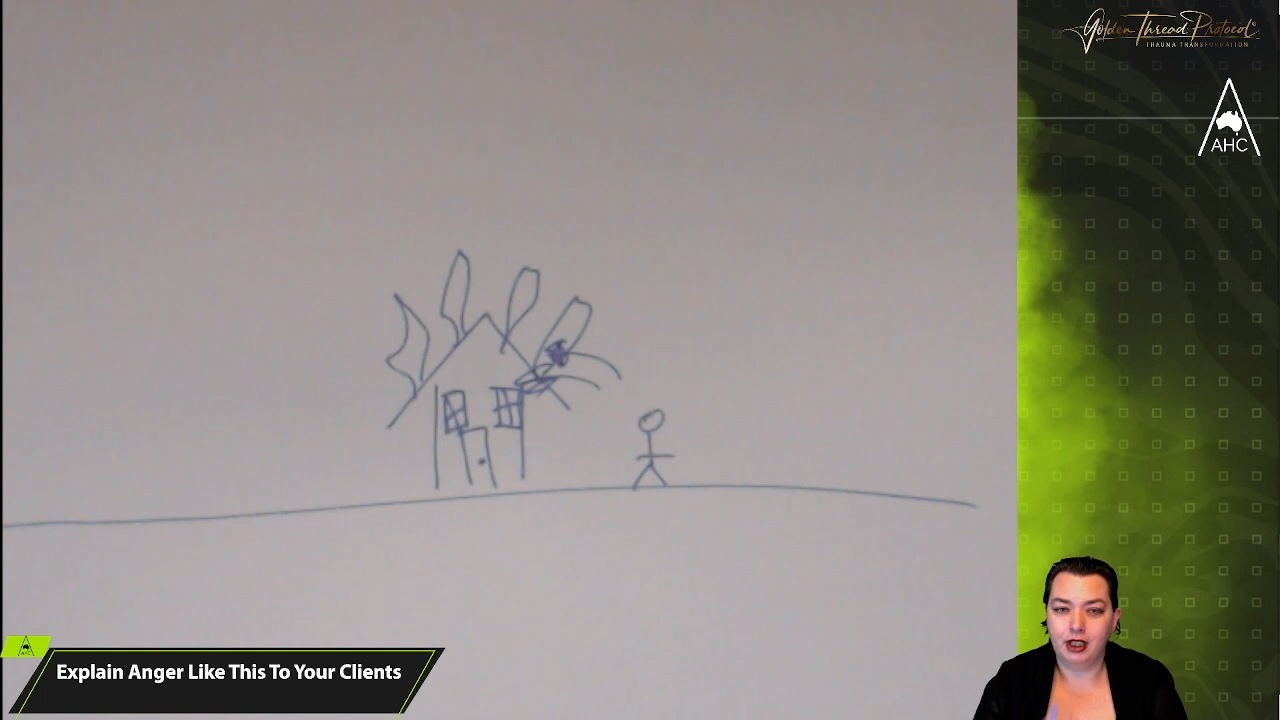 Golden Thread Protocol©
TRAUMA TRANSFORMATION
AHC
Explain Anger Like This To Your Clients